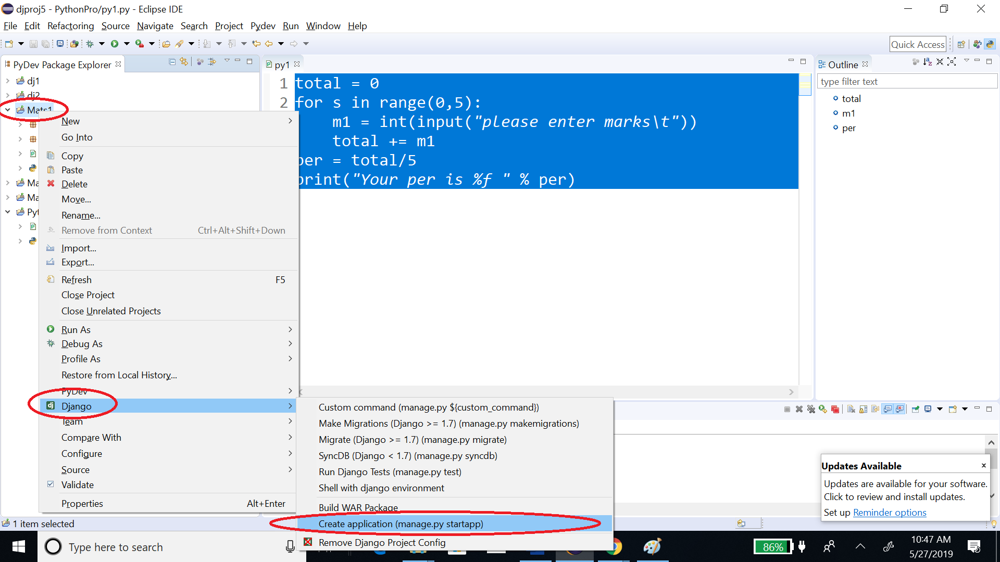 djproj5 - PythonPro/py1.py - Eclipse IDE
File Edit Refactoring Source Navigate Search Project Pydev Run Window Help
Quick Access
PyDev Package Explorer
dj1
dj2
Mats1
Ma
Ma
Pyt
New
Go Into
Copy
Paste
Delete
Move...
Rename...
Remove from Context Ctrl+Alt+Shift+Down
Import...
Export...
Refresh F5
Close Project
Close Unrelated Projects
Run As
Debug As
Profile As
Restore from Local History...
PyDev
Django
Team
Compare With
Configure
Source
Validate
Properties Alt+Enter
Custom command (manage.py ${custom_command})
Make Migrations (Django >= 1.7) (manage.py makemigrations)
Migrate (Django >= 1.7) (manage.py migrate)
SyncDB (Django < 1.7) (manage.py syncdb)
Run Django Tests (manage.py test)
Shell with django environment
Build WAR Package
Create application (manage.py startapp)
Remove Django Project Config
py1
1 total = 0
2 for s in range(0,5):
m1 = int(input("please enter marks\t"))
total += m1
per = total/5
print("Your per is %f " % per)
Outline
type filter text
total
m1
per
Updates Available
Updates are available for your software.
Click to review and install updates.
Set up Reminder options
1 item selected
Type here to search
86%
10:47 AM
5/27/2019